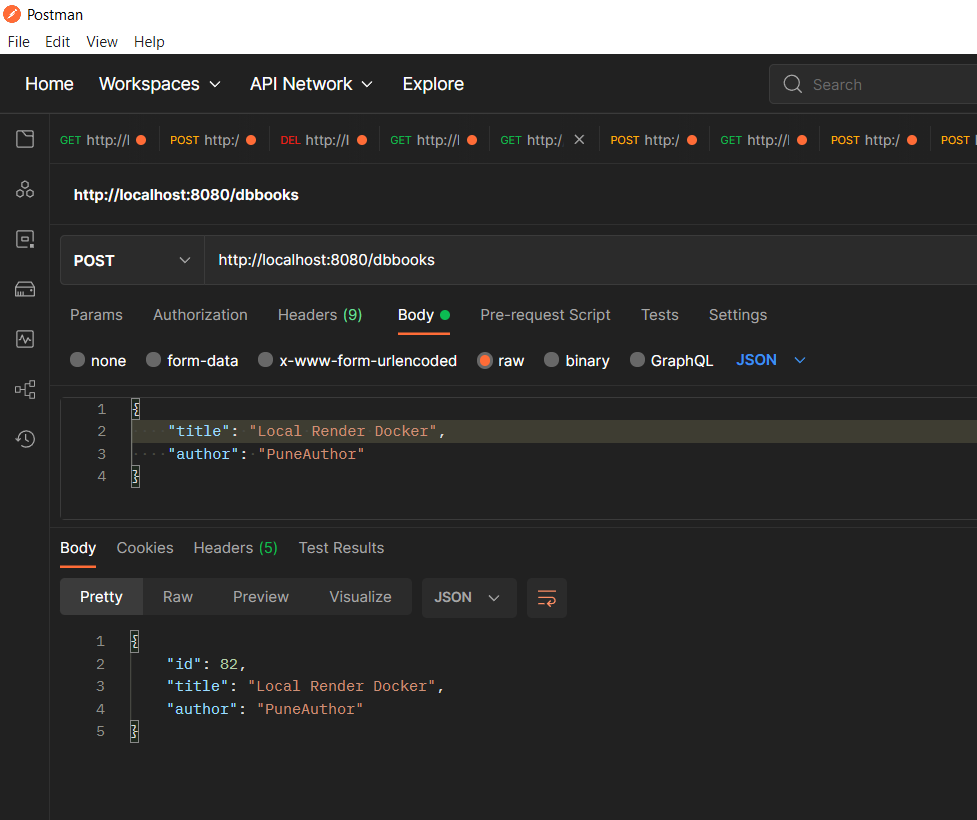 Postman
File Edit View Help
Home Workspaces API Network Explore Search
GET http://l POST http:/ DEL http://l GET http://l GET http:/ POST http:/ GET http://l POST http:/ POST
http://localhost:8080/dbbooks
POST http://localhost:8080/dbbooks
Params Authorization Headers (9) Body Pre-request Script Tests Settings
none form-data x-www-form-urlencoded raw binary GraphQL JSON
1 {
2 "title": "Local Render Docker",
3 "author": "PuneAuthor"
4 }
Body Cookies Headers (5) Test Results
Pretty Raw Preview Visualize JSON
1 {
2 "id": 82,
3 "title": "Local Render Docker",
4 "author": "PuneAuthor"
5 }